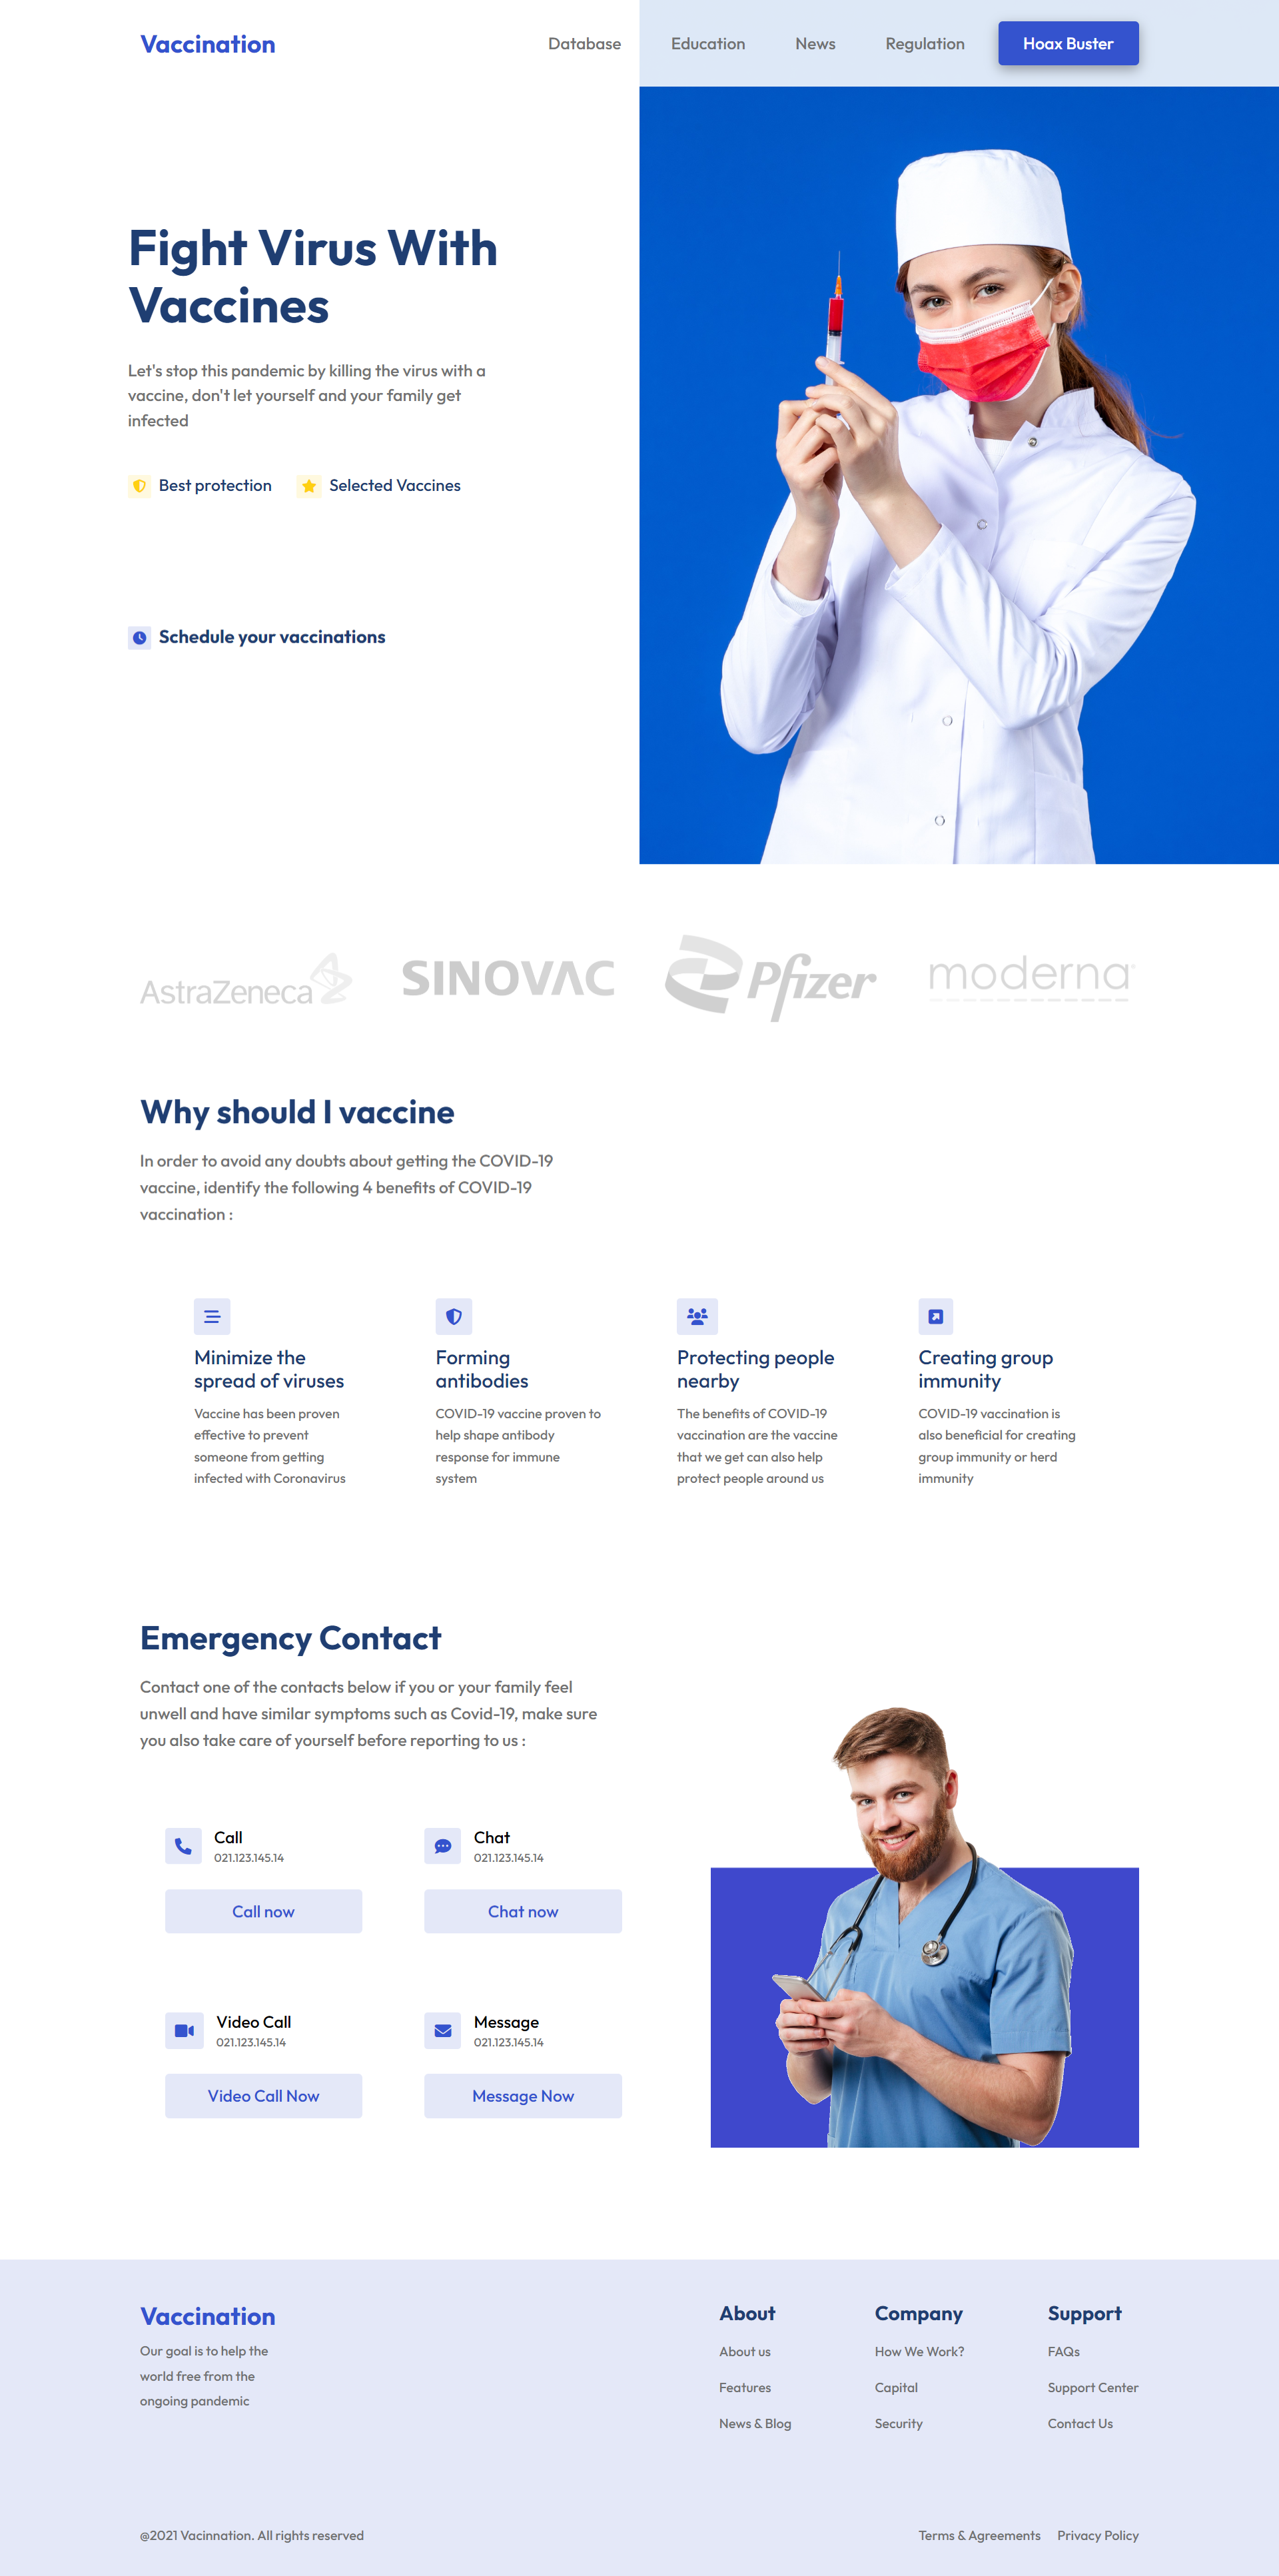 Vaccination
Database
Education
News
Regulation
Hoax Buster
Fight Virus With
Vaccines
Let's stop this pandemic by killing the virus with a
vaccine, don't let yourself and your family get
infected
Best protection
Selected Vaccines
Schedule your vaccinations
AstraZeneca
SINOVAC
Pfizer
moderna
Why should I vaccine
In order to avoid any doubts about getting the COVID-19
vaccine, identify the following 4 benefits of COVID-19
vaccination :
Minimize the
spread of viruses
Vaccine has been proven
effective to prevent
someone from getting
infected with Coronavirus
Forming
antibodies
COVID-19 vaccine proven to
help shape antibody
response for immune
system
Protecting people
nearby
The benefits of COVID-19
vaccination are the vaccine
that we get can also help
protect people around us
Creating group
immunity
COVID-19 vaccination is
also beneficial for creating
group immunity or herd
immunity
Emergency Contact
Contact one of the contacts below if you or your family feel
unwell and have similar symptoms such as Covid-19, make sure
you also take care of yourself before reporting to us :
Call
021.123.145.14
Call now
Chat
021.123.145.14
Chat now
Video Call
021.123.145.14
Video Call Now
Message
021.123.145.14
Message Now
Vaccination
Our goal is to help the
world free from the
ongoing pandemic
About
About us
Features
News & Blog
Company
How We Work?
Capital
Security
Support
FAQs
Support Center
Contact Us
@2021 Vacinnation. All rights reserved
Terms & Agreements
Privacy Policy